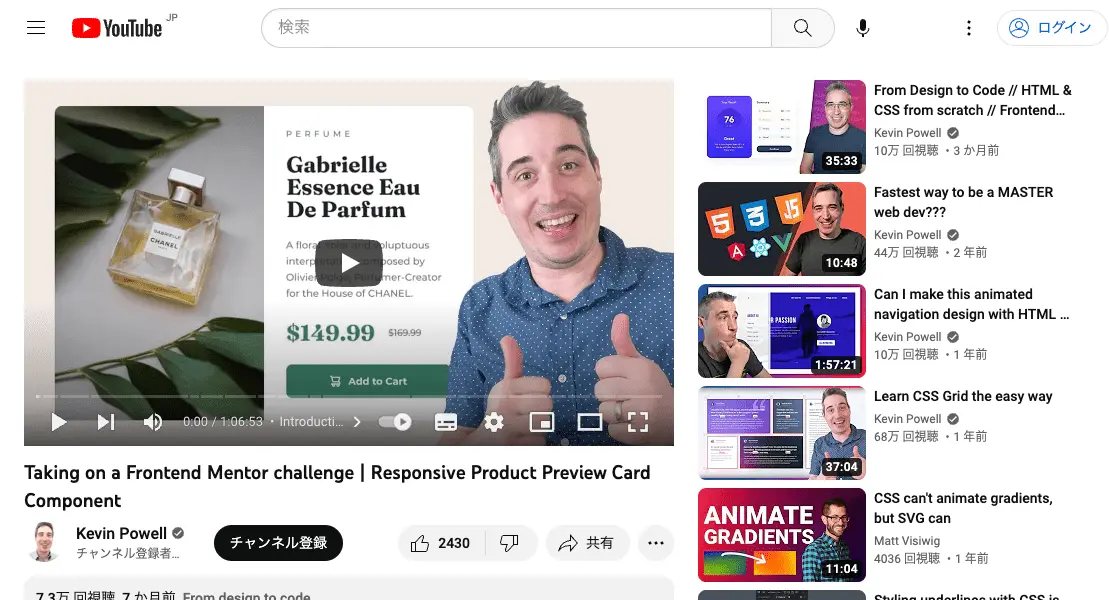 YouTube JP
検索
ログイン
PERFUME
Gabrielle
Essence Eau
De Parfum
A floral, solar and voluptuous
interpretation composed by
Olivier Polge, Perfumer-Creator
for the House of CHANEL.
$149.99 $169.99
Add to Cart
GABRIELLE
CHANEL
0:00 / 1:06:53 • Introducti...
Taking on a Frontend Mentor challenge | Responsive Product Preview Card
Component
Kevin Powell
チャンネル登録者...
チャンネル登録
2430
共有
7.3万 回視聴 7 か月前 From design to code
76
35:33
From Design to Code // HTML &
CSS from scratch // Frontend...
Kevin Powell
10万 回視聴 • 3 か月前
5
3
JS
10:48
Fastest way to be a MASTER
web dev???
Kevin Powell
44万 回視聴 • 2 年前
R PASSION
1:57:21
Can I make this animated
navigation design with HTML ...
Kevin Powell
10万 回視聴 • 1 年前
37:04
Learn CSS Grid the easy way
Kevin Powell
68万 回視聴 • 1 年前
ANIMATE
GRADIENTS
11:04
CSS can't animate gradients,
but SVG can
Matt Visiwig
4036 回視聴 • 1 年前
Styling underlines with CSS is